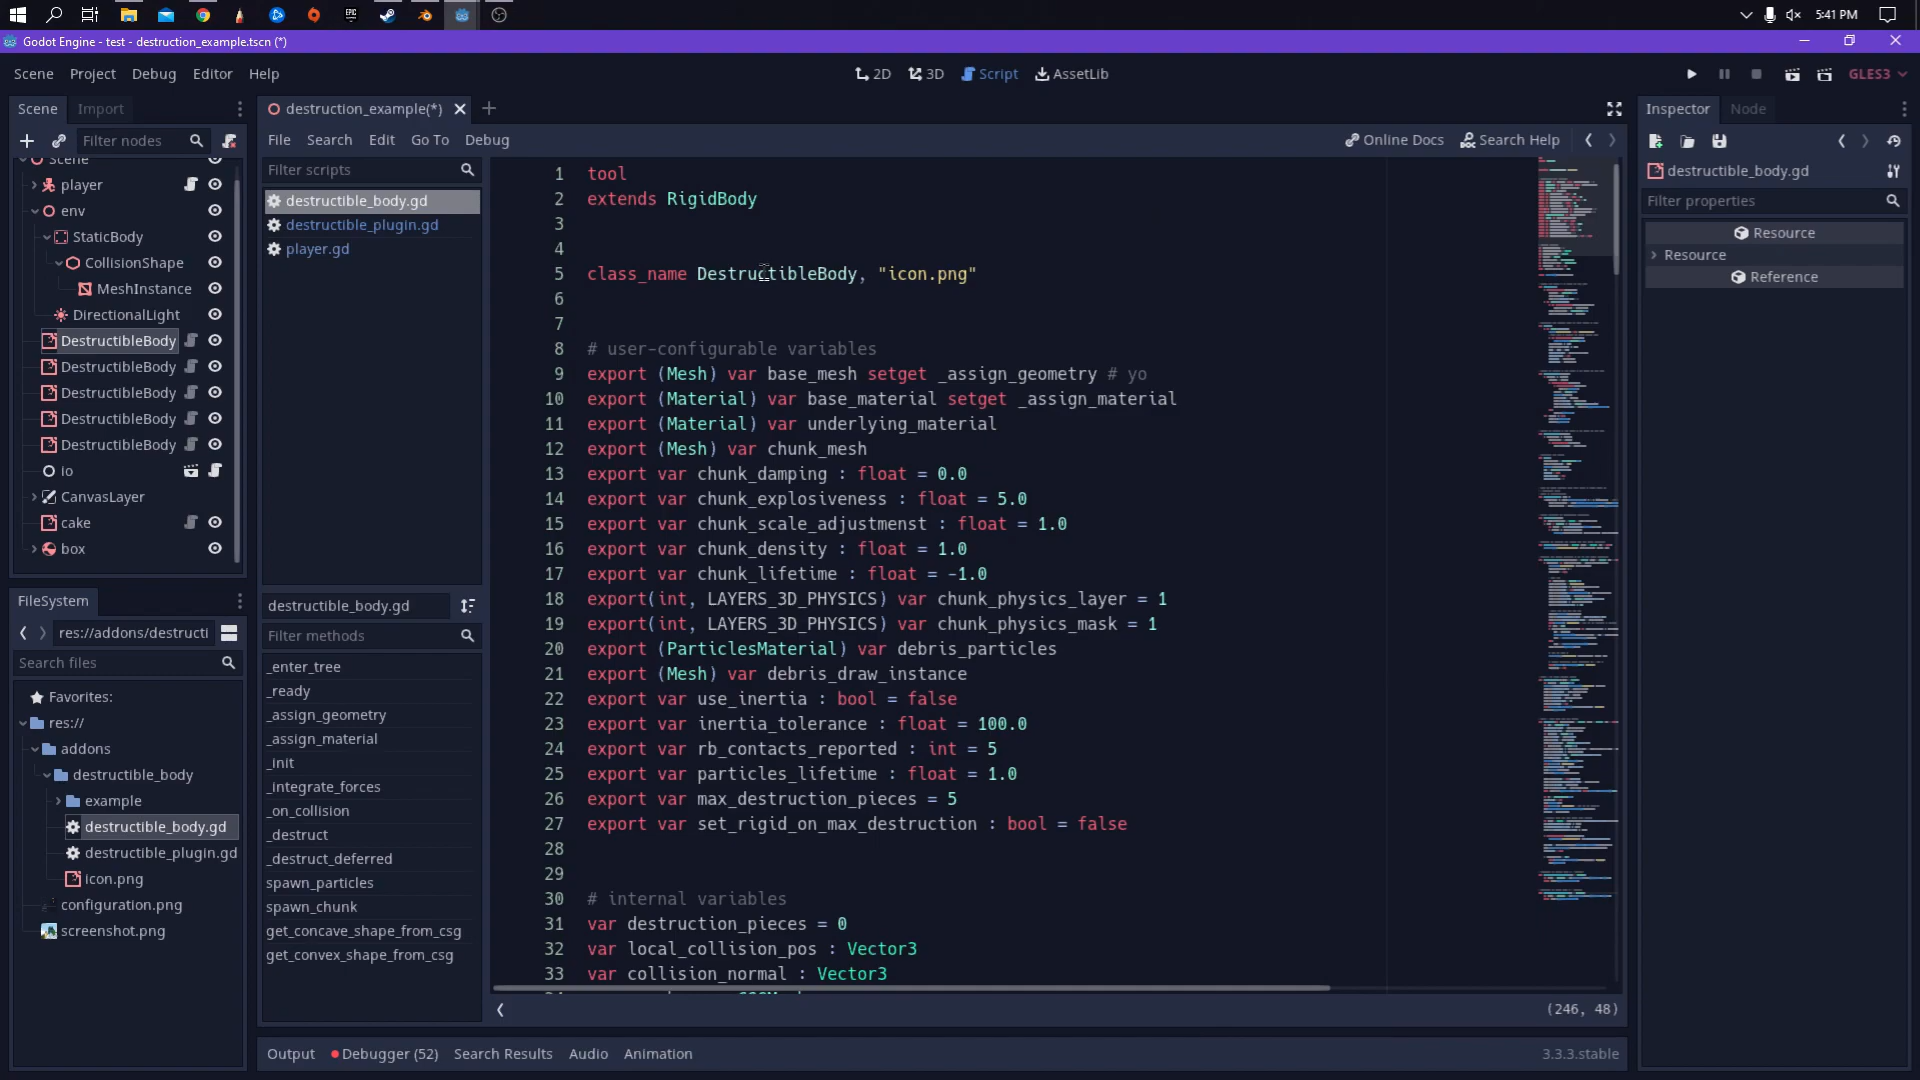 5:41 PM
Godot Engine - test - destruction_example.tscn (*)
Scene Project Debug Editor Help
2D 3D Script AssetLib
GLES3
Scene Import
Filter nodes
Scene
player
env
StaticBody
CollisionShape
MeshInstance
DirectionalLight
DestructibleBody
DestructibleBody
DestructibleBody
DestructibleBody
DestructibleBody
io
CanvasLayer
cake
box
FileSystem
res://addons/destructi
Search files
Favorites:
res://
addons
destructible_body
example
destructible_body.gd
destructible_plugin.gd
icon.png
configuration.png
screenshot.png
destruction_example(*)
File Search Edit Go To Debug
Online Docs Search Help
Filter scripts
destructible_body.gd
destructible_plugin.gd
player.gd
destructible_body.gd
Filter methods
_enter_tree
_ready
_assign_geometry
_assign_material
_init
_integrate_forces
_on_collision
_destruct
_destruct_deferred
spawn_particles
spawn_chunk
get_concave_shape_from_csg
get_convex_shape_from_csg
1 tool
2 extends RigidBody
3
4
5 class_name DestructibleBody, "icon.png"
6
7
8 # user-configurable variables
9 export (Mesh) var base_mesh setget _assign_geometry # yo
10 export (Material) var base_material setget _assign_material
11 export (Material) var underlying_material
12 export (Mesh) var chunk_mesh
13 export var chunk_damping : float = 0.0
14 export var chunk_explosiveness : float = 5.0
15 export var chunk_scale_adjustmenst : float = 1.0
16 export var chunk_density : float = 1.0
17 export var chunk_lifetime : float = -1.0
18 export(int, LAYERS_3D_PHYSICS) var chunk_physics_layer = 1
19 export(int, LAYERS_3D_PHYSICS) var chunk_physics_mask = 1
20 export (ParticlesMaterial) var debris_particles
21 export (Mesh) var debris_draw_instance
22 export var use_inertia : bool = false
23 export var inertia_tolerance : float = 100.0
24 export var rb_contacts_reported : int = 5
25 export var particles_lifetime : float = 1.0
26 export var max_destruction_pieces = 5
27 export var set_rigid_on_max_destruction : bool = false
28
29
30 # internal variables
31 var destruction_pieces = 0
32 var local_collision_pos : Vector3
33 var collision_normal : Vector3
(246, 48)
Output Debugger (52) Search Results Audio Animation
3.3.3.stable
Inspector Node
destructible_body.gd
Filter properties
Resource
Resource
Reference